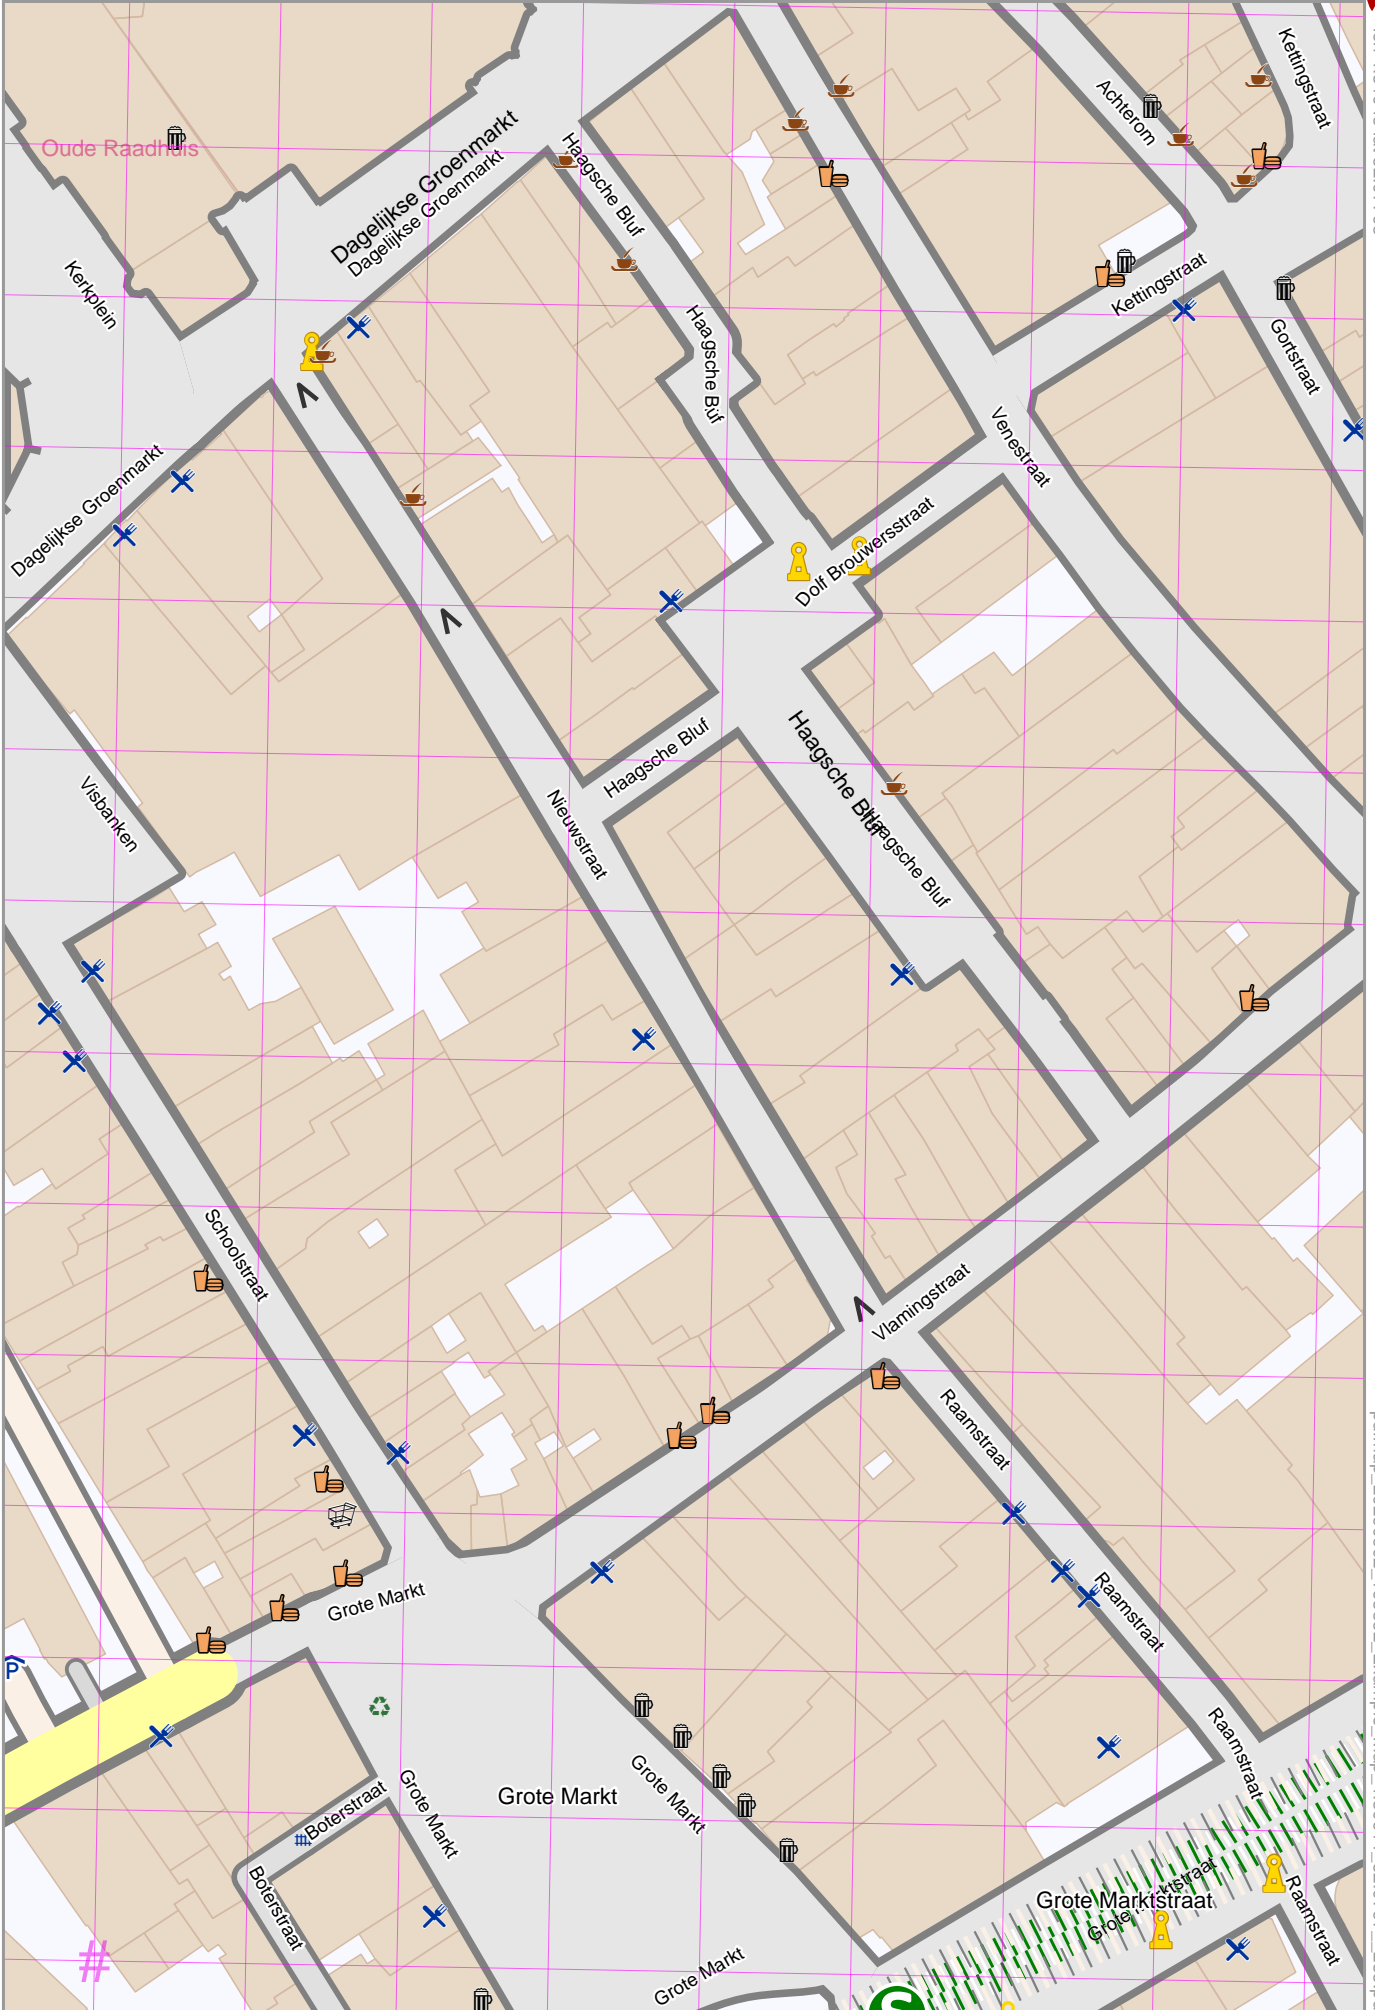 Kettingstraat
Achterom
Oude Raadhuis
Dagelijkse Groenmarkt
Dagelijkse Groenmarkt
Haagsche Bluf
Kerkplein
Kettingstraat
Haagsche Bluf
Gortstraat
Venestraat
Dagelijkse Groenmarkt
Dolf Brouwersstraat
Haagsche Bluf
Haagsche Bluf
Visbanken
Nieuwstraat
Haagsche Bluf
Schoolstraat
Vlamingstraat
Raamstraat
Grote Markt
Raamstraat
P
Raamstraat
Grote Markt
Grote Markt
Grote Markt
Boterstraat
Boterstraat
Grote Marktstraat
Grote Marktstraat
Raamstraat
#
Grote Markt
S